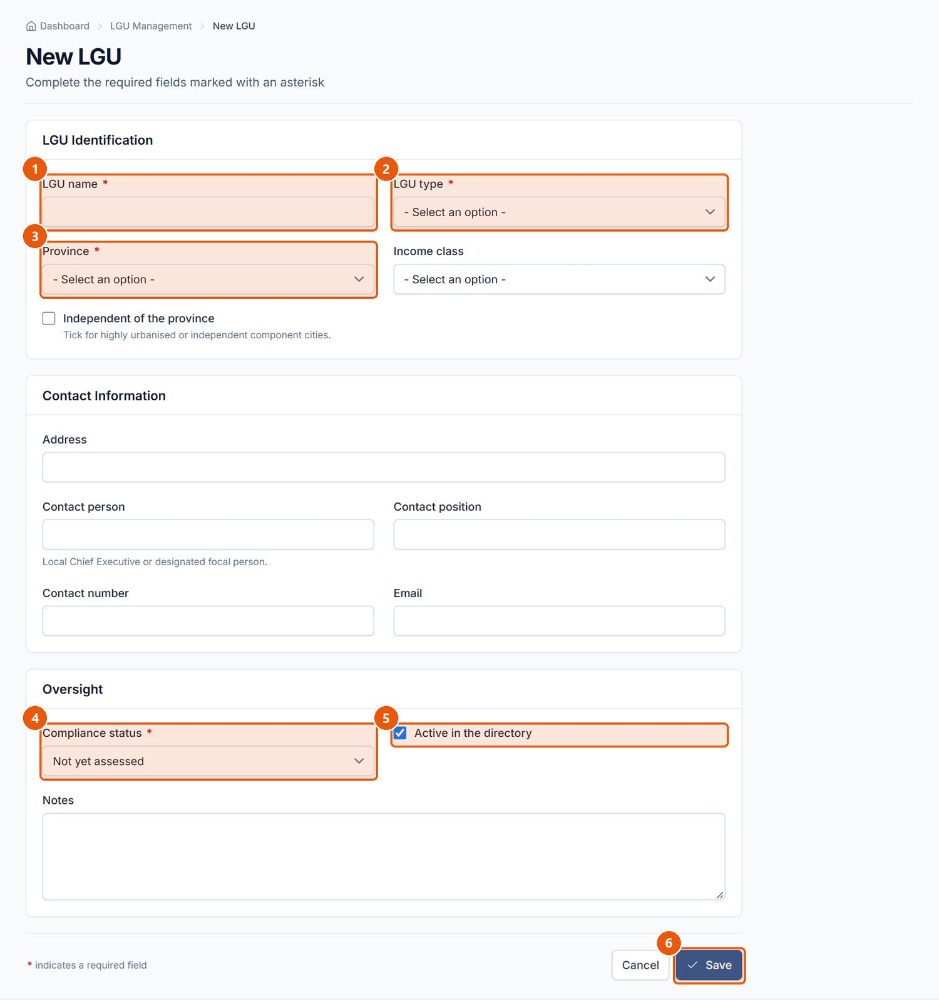 Dashboard > LGU Management > New LGU
New LGU
Complete the required fields marked with an asterisk
LGU Identification
1 2
LGU name * LGU type *
- Select an option -
3
Province * Income class
- Select an option - - Select an option -
Independent of the province
Tick for highly urbanised or independent component cities.
Contact Information
Address
Contact person Contact position
Local Chief Executive or designated focal person.
Contact number Email
Oversight
4 5
Compliance status * Active in the directory
Not yet assessed
Notes
6
* indicates a required field Cancel Save